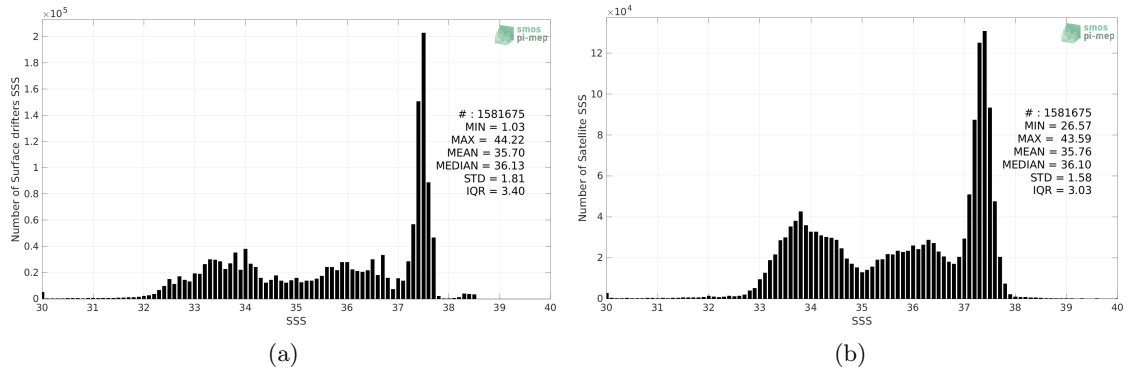 ×10⁵
smos
pi-mep
2
1.8
1.6
1.4
1.2
1
0.8
0.6
0.4
0.2
0
Number of Surface drifters SSS
# : 1581675
MIN = 1.03
MAX = 44.22
MEAN = 35.70
MEDIAN = 36.13
STD = 1.81
IQR = 3.40
30 31 32 33 34 35 36 37 38 39 40
SSS
(a)
×10⁴
smos
pi-mep
12
10
8
6
4
2
0
Number of Satellite SSS
# : 1581675
MIN = 26.57
MAX = 43.59
MEAN = 35.76
MEDIAN = 36.10
STD = 1.58
IQR = 3.03
30 31 32 33 34 35 36 37 38 39 40
SSS
(b)